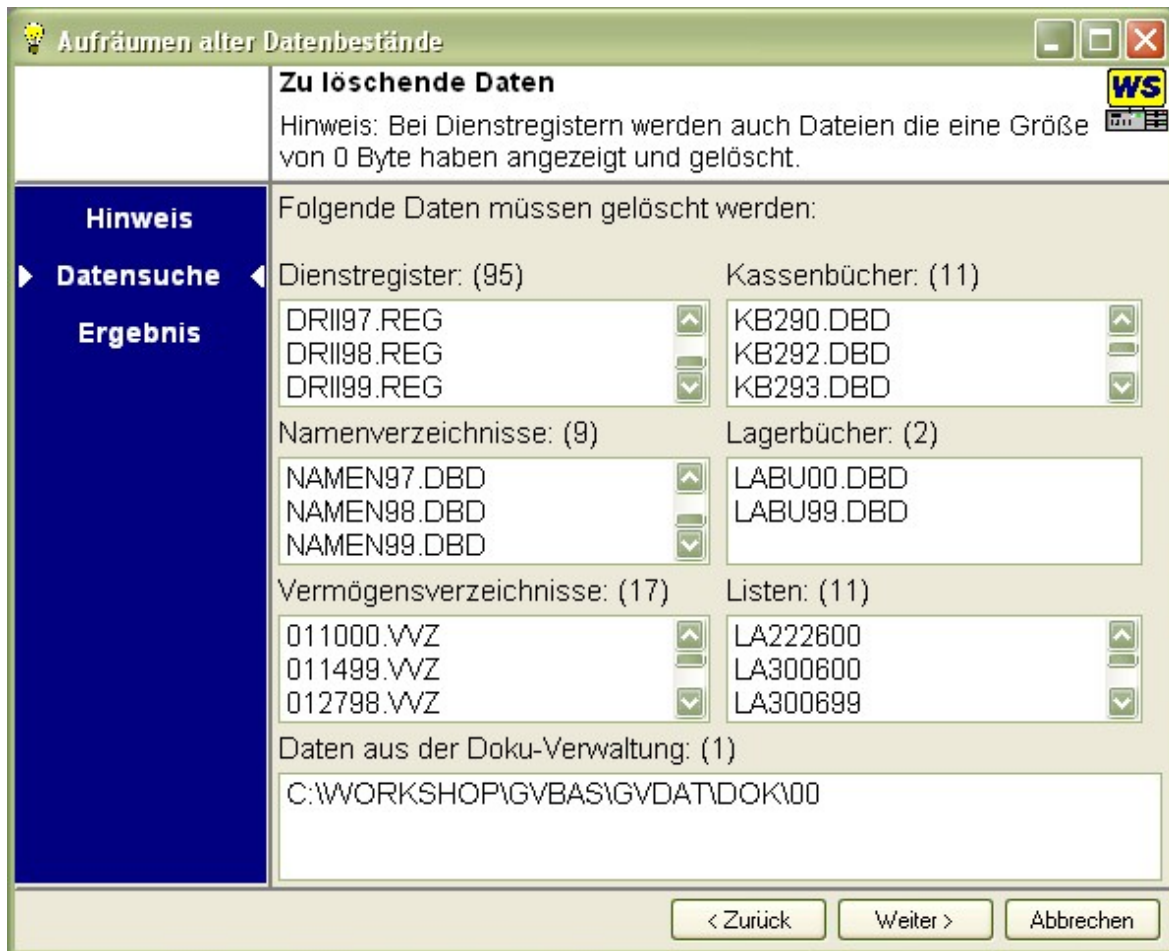 Aufräumen alter Datenbestände
Zu löschende Daten
WS
Hinweis: Bei Dienstregistern werden auch Dateien die eine Größe
von 0 Byte haben angezeigt und gelöscht.
Hinweis
Datensuche
Ergebnis
Folgende Daten müssen gelöscht werden:
Dienstregister: (95)
DRII97.REG
DRII98.REG
DRII99.REG
Kassenbücher: (11)
KB290.DBD
KB292.DBD
KB293.DBD
Namenverzeichnisse: (9)
NAMEN97.DBD
NAMEN98.DBD
NAMEN99.DBD
Lagerbücher: (2)
LABU00.DBD
LABU99.DBD
Vermögensverzeichnisse: (17)
011000.VVZ
011499.VVZ
012798.VVZ
Listen: (11)
LA222600
LA300600
LA300699
Daten aus der Doku-Verwaltung: (1)
C:\WORKSHOP\GVBAS\GVDAT\DOK\00
< Zurück
Weiter >
Abbrechen